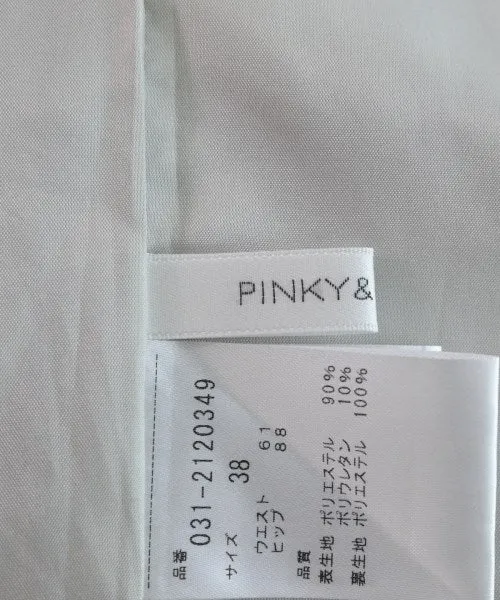 PINKY&
品番
031-2120349
サイズ 38
ウエスト 61
ヒップ 88
品質
表生地 ポリエステル 90%
ポリウレタン 10%
裏生地 ポリエステル 100%